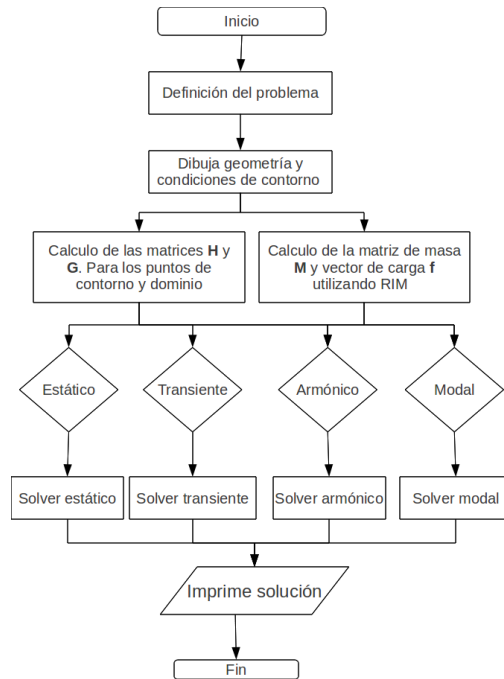 Inicio
Definición del problema
Dibuja geometría y
condiciones de contorno
Calculo de las matrices H y
G. Para los puntos de
contorno y dominio
Calculo de la matriz de masa
M y vector de carga f
utilizando RIM
Estático
Transiente
Armónico
Modal
Solver estático
Solver transiente
Solver armónico
Solver modal
Imprime solución
Fin